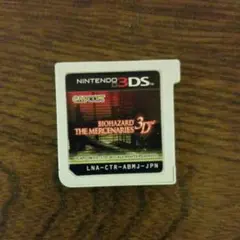 NINTENDO 3DS
CAPCOM
BIOHAZARD
THE MERCENARIES 3D
LNA-CTR-ABMJ-JPN